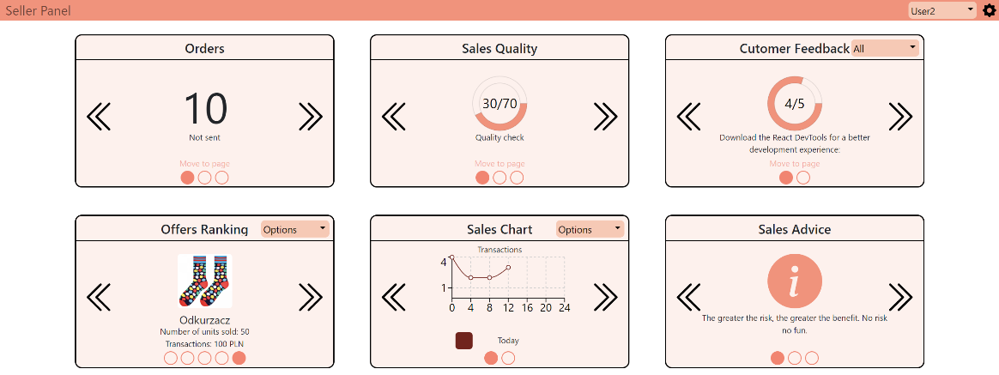 Seller Panel
User2
Orders
10
Not sent
Move to page
Sales Quality
30/70
Quality check
Move to page
Cutomer Feedback
All
4/5
Download the React DevTools for a better
development experience:
Move to page
Offers Ranking
Options
Odkurzacz
Number of units sold: 50
Transactions: 100 PLN
Sales Chart
Options
Transactions
4
1
0 4 8 12 16 20 24
Today
Sales Advice
i
The greater the risk, the greater the benefit. No risk
no fun.